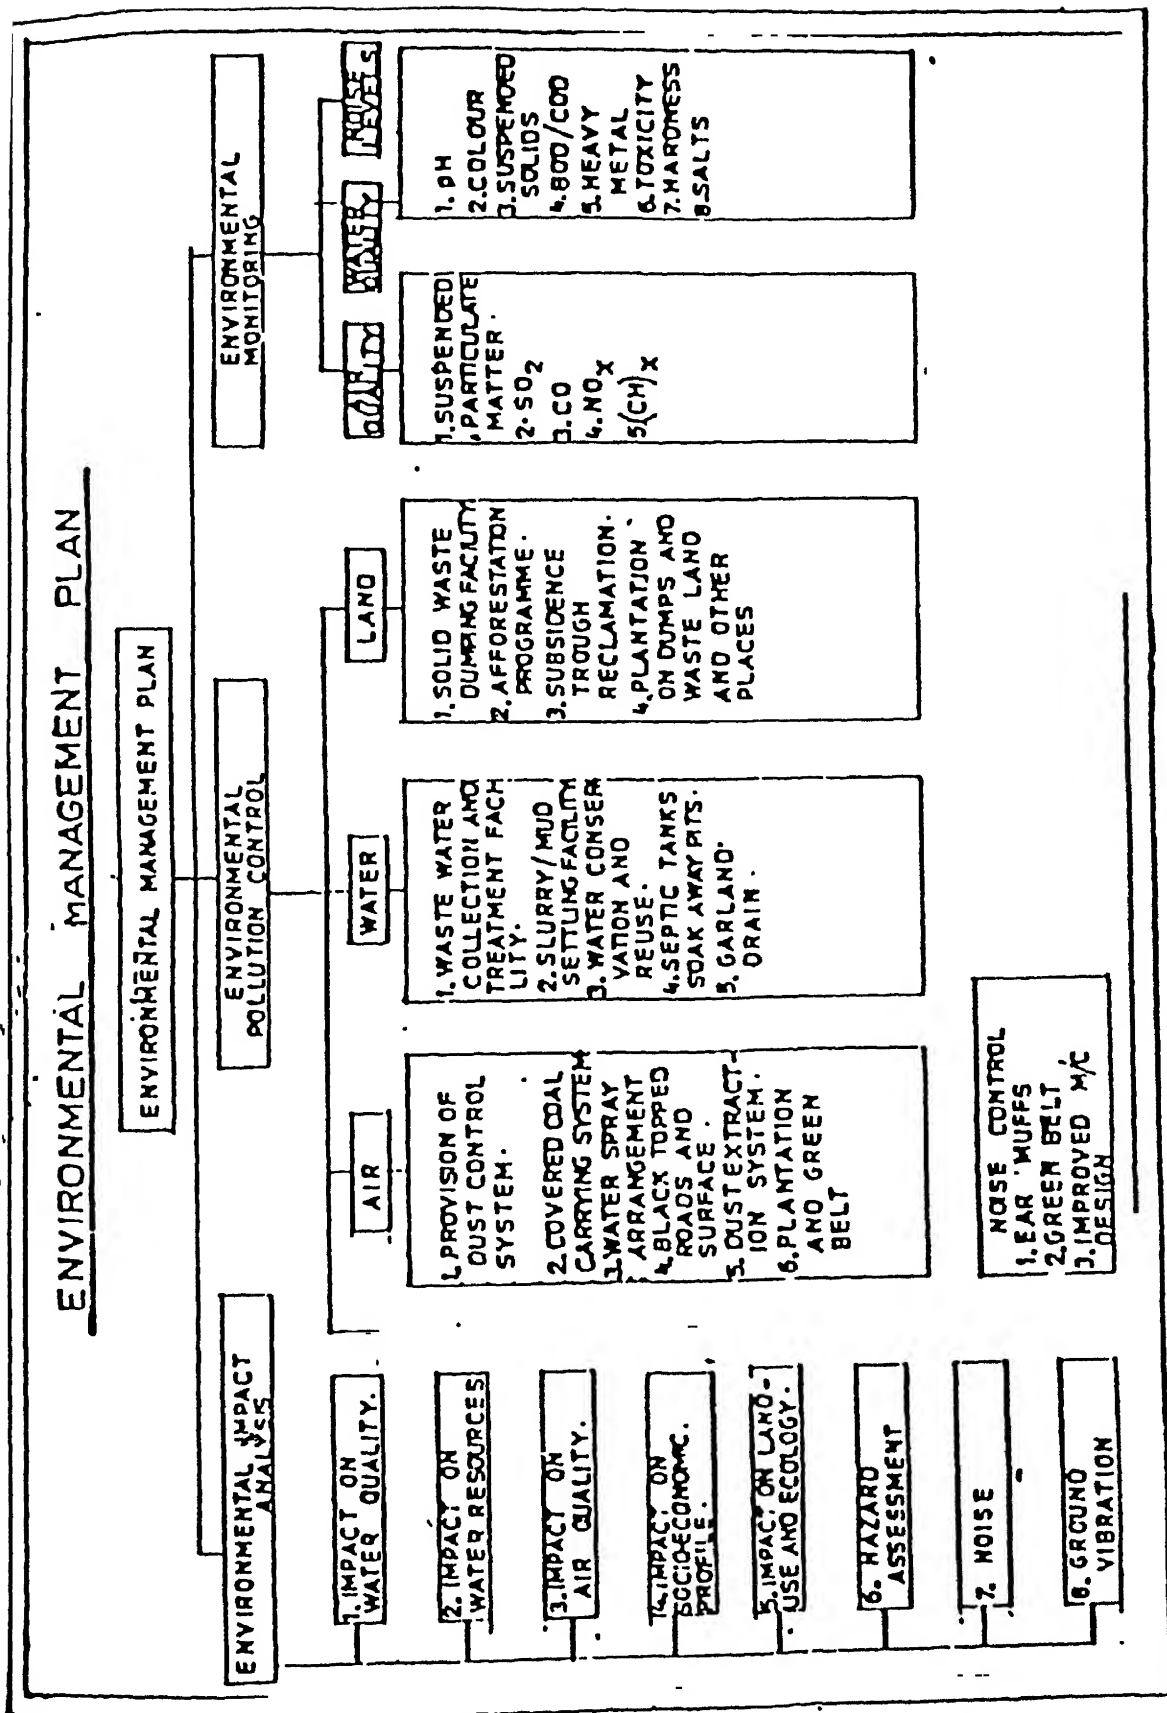 ENVIRONMENTAL MANAGEMENT PLAN
ENVIRONMENTAL MANAGEMENT PLAN
ENVIRONMENTAL IMPACT
ANALYSIS
1. IMPACT ON
WATER QUALITY.
2. IMPACT ON
WATER RESOURCES
3. IMPACT ON
AIR QUALITY.
4. IMPACT ON
SOCIO-ECONOMIC
PROFILE.
5. IMPACT ON LAND-
USE AND ECOLOGY.
6. HAZARD
ASSESSMENT
7. NOISE
8. GROUND
VIBRATION
ENVIRONMENTAL
POLLUTION CONTROL
AIR
1. PROVISION OF
DUST CONTROL
SYSTEM.
2. COVERED COAL
CARRYING SYSTEM
3. WATER SPRAY
ARRANGEMENT
4. BLACK TOPPED
ROADS AND
SURFACE.
5. DUST EXTRACT-
ION SYSTEM.
6. PLANTATION
AND GREEN
BELT
WATER
1. WASTE WATER
COLLECTION AND
TREATMENT FACI
LITY.
2. SLURRY/MUD
SETTLING FACILITY
3. WATER CONSER
VATION AND
REUSE.
4. SEPTIC TANKS
SOAK AWAY PITS.
5. GARLAND
DRAIN.
LAND
1. SOLID WASTE
DUMPING FACILITY
2. AFFORESTATION
PROGRAMME.
3. SUBSIDENCE
TROUGH
RECLAMATION.
4. PLANTATION
ON DUMPS AND
WASTE LAND
AND OTHER
PLACES
NOISE CONTROL
1. EAR MUFFS
2. GREEN BELT
3. IMPROVED M/C
DESIGN
ENVIRONMENTAL
MONITORING
QUALITY
1. SUSPENDED
PARTICULATE
MATTER.
2. SO2
3. CO
4. NOX
5(CH)X
WATER
QUALITY
1. pH
2. COLOUR
3. SUSPENDED
SOLIDS
4. BOD/COD
5. HEAVY
METAL
6. TOXICITY
7. HARDNESS
8. SALTS
NOISE
LEVELS